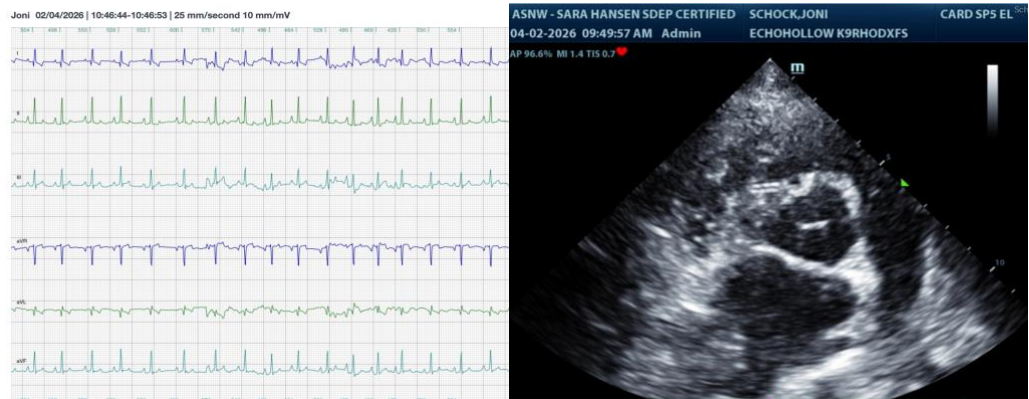 Joni 02/04/2026 | 10:46:44-10:46:53 | 25 mm/second 10 mm/mV
I
II
III
aVR
aVL
aVF
ASNW - SARA HANSEN SDEP CERTIFIED SCHOCK,JONI CARD SP5 EL
04-02-2026 09:49:57 AM Admin ECHOHOLLOW K9RHODXFS
AP 96.6% MI 1.4 TIS 0.7
m
5
10